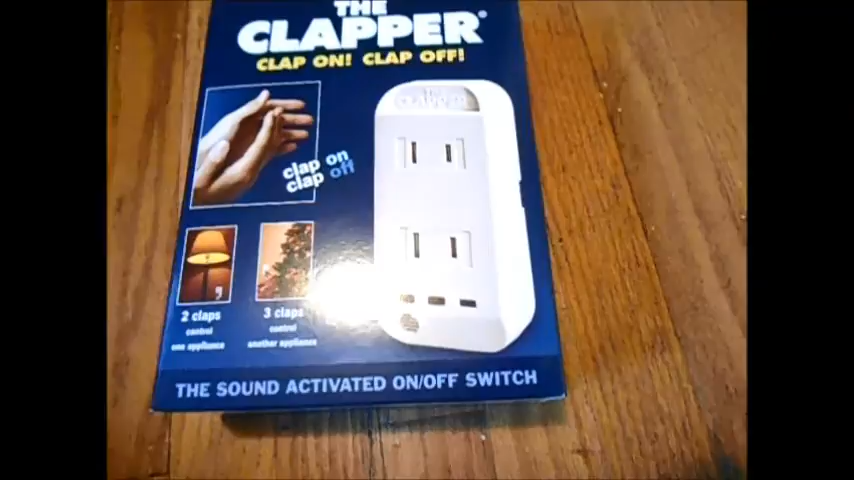 THE
CLAPPER®
CLAP ON! CLAP OFF!
clap on
clap off
2 claps
control
one appliance
3 claps
control
another appliance
THE SOUND ACTIVATED ON/OFF SWITCH